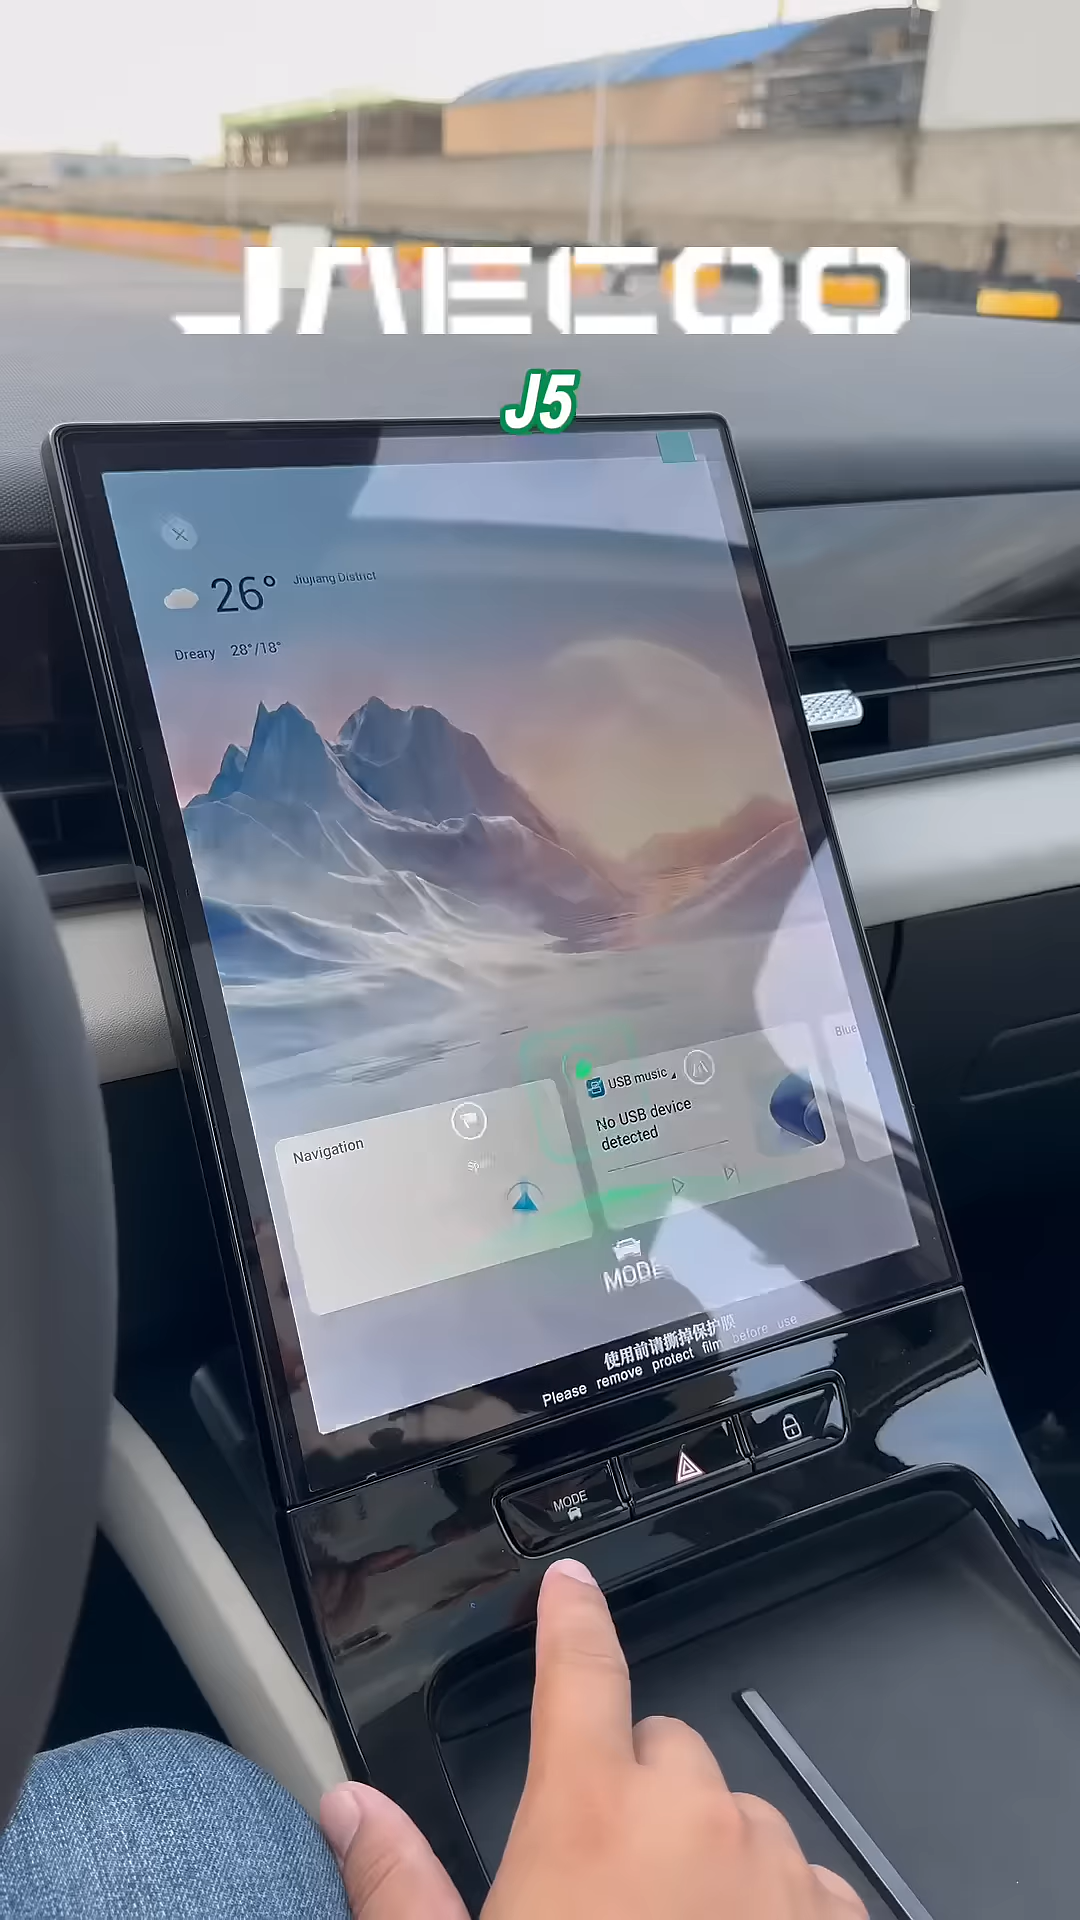 JAECOO
J5
26°
Jiujiang District
Dreary 28°/18°
Blue
USB music
No USB device
detected
Navigation
MODE
使用前请撕掉保护膜
Please remove protect film before use
MODE